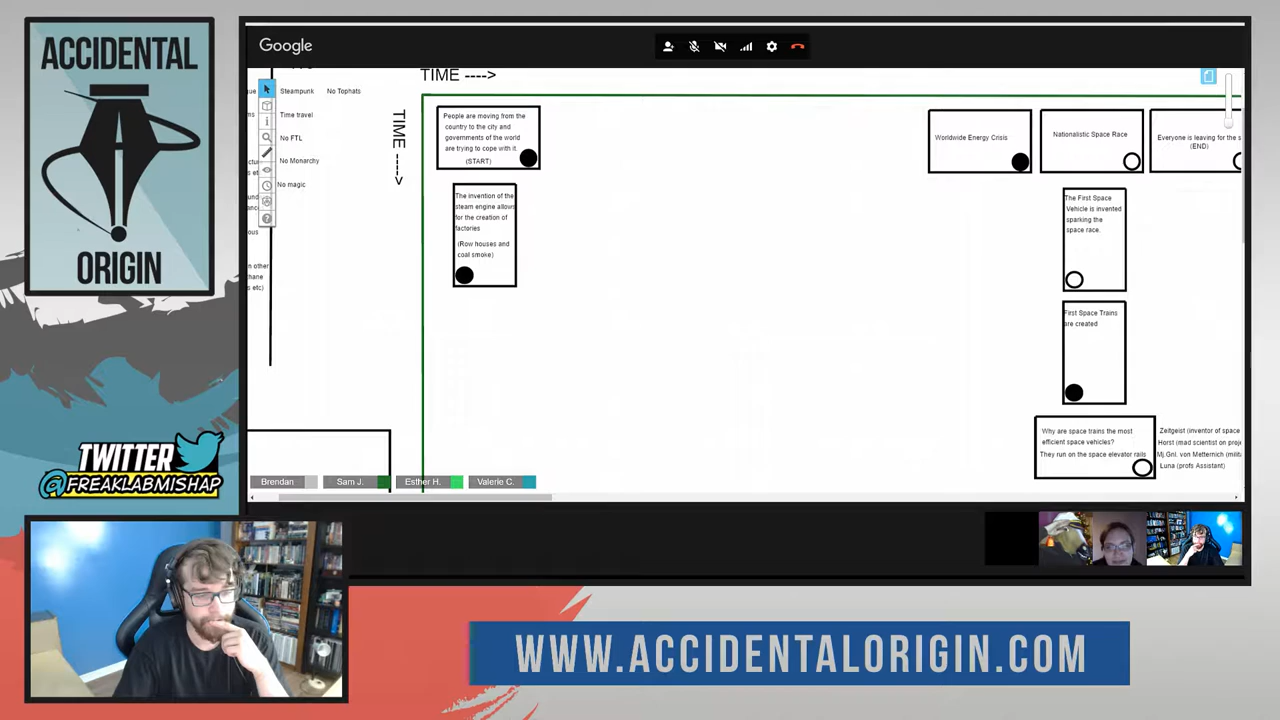 ACCIDENTAL
ORIGIN
Google
TIME ---->
TIME ---->
Steampunk
No Tophats
Time travel
No FTL
No Monarchy
No magic
People are moving from the
country to the city and
governments of the world
are trying to cope with it.
(START)
The invention of the
steam engine allows
for the creation of
factories
(Row houses and
coal smoke)
Worldwide Energy Crisis
Nationalistic Space Race
Everyone is leaving for the s
(END)
The First Space
Vehicle is invented
sparking the
space race.
First Space Trains
are created
Why are space trains the most
efficient space vehicles?
They run on the space elevator rails
Zeitgeist (inventor of space
Horst (mad scientist on proje
Mj.Gnl. von Metternich (milita
Luna (profs Assistant)
in other
hane
s etc)
Brendan
Sam J.
Esther H.
Valerie C.
TWITTER
@FREAKLABMISHAP
WWW.ACCIDENTALORIGIN.COM